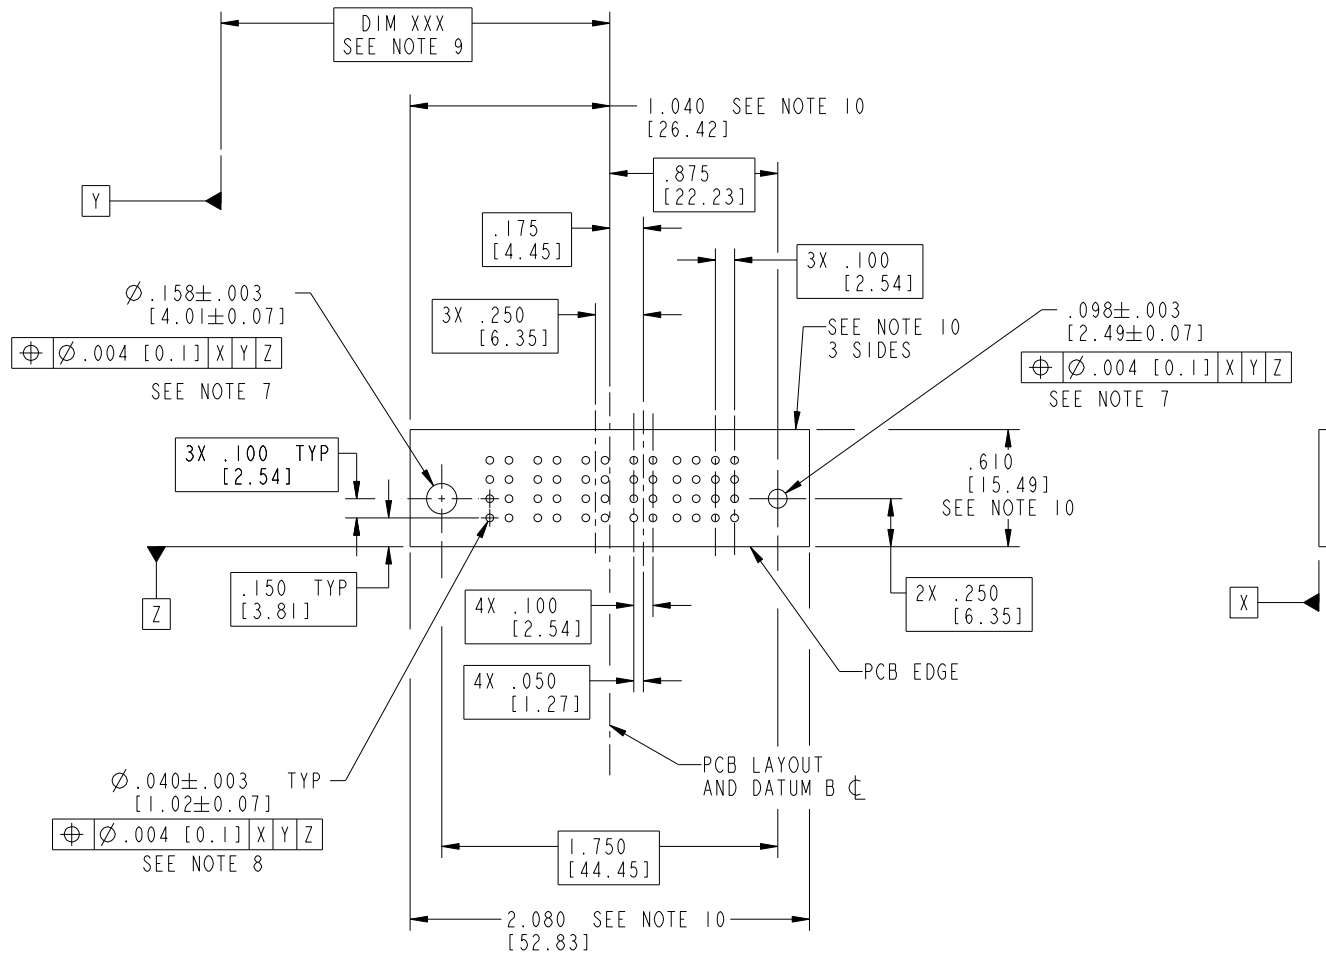 DIM XXX
SEE NOTE 9
1.040 SEE NOTE 10
[26.42]
.875
[22.23]
Y
.175
[4.45]
3X .100
[2.54]
⌀.158±.003
[4.01±0.07]
⌖ ⌀.004 [0.1] X Y Z
SEE NOTE 7
3X .250
[6.35]
SEE NOTE 10
3 SIDES
.098±.003
[2.49±0.07]
⌖ ⌀.004 [0.1] X Y Z
SEE NOTE 7
3X .100 TYP
[2.54]
.610
[15.49]
SEE NOTE 10
.150 TYP
[3.81]
Z
4X .100
[2.54]
2X .250
[6.35]
X
4X .050
[1.27]
PCB EDGE
⌀.040±.003 TYP
[1.02±0.07]
⌖ ⌀.004 [0.1] X Y Z
SEE NOTE 8
PCB LAYOUT
AND DATUM B ℄
1.750
[44.45]
2.080 SEE NOTE 10
[52.83]